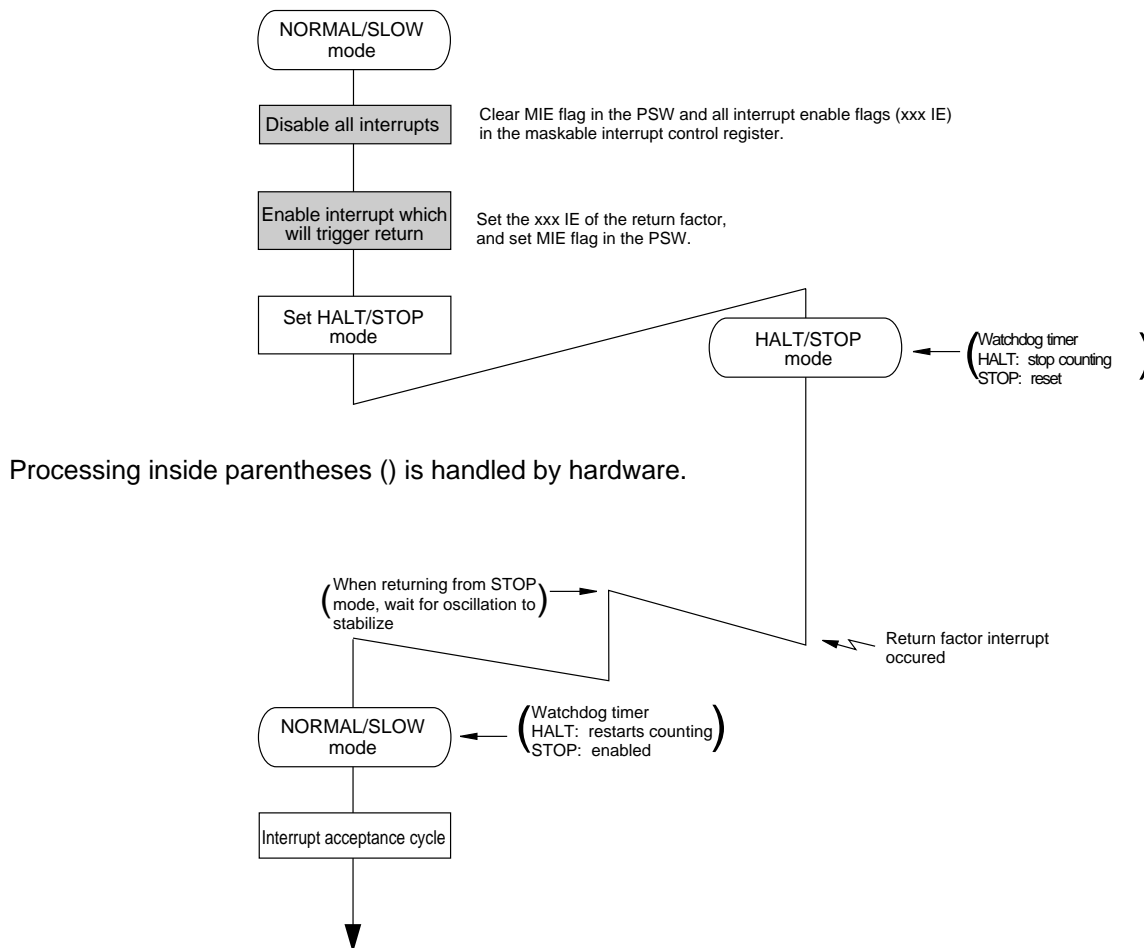 NORMAL/SLOW
mode
Disable all interrupts
Clear MIE flag in the PSW and all interrupt enable flags (xxx IE)
in the maskable interrupt control register.
Enable interrupt which
will trigger return
Set the xxx IE of the return factor,
and set MIE flag in the PSW.
Set HALT/STOP
mode
HALT/STOP
mode
(Watchdog timer
HALT: stop counting
STOP: reset)
Processing inside parentheses () is handled by hardware.
(When returning from STOP
mode, wait for oscillation to
stabilize)
Return factor interrupt
occured
NORMAL/SLOW
mode
(Watchdog timer
HALT: restarts counting
STOP: enabled)
Interrupt acceptance cycle